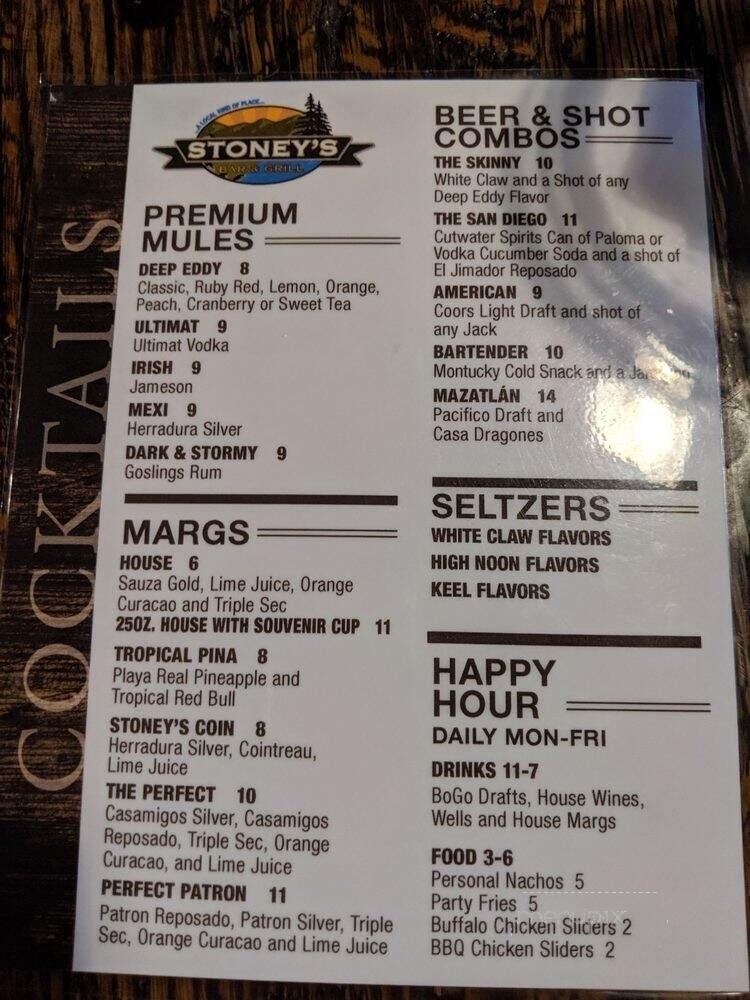 COCKTAILS
A LOCAL KIND OF PLACE...
STONEY'S
BAR & GRILL
PREMIUM
MULES
DEEP EDDY 8
Classic, Ruby Red, Lemon, Orange,
Peach, Cranberry or Sweet Tea
ULTIMAT 9
Ultimat Vodka
IRISH 9
Jameson
MEXI 9
Herradura Silver
DARK & STORMY 9
Goslings Rum
MARGS
HOUSE 6
Sauza Gold, Lime Juice, Orange
Curacao and Triple Sec
25OZ. HOUSE WITH SOUVENIR CUP 11
TROPICAL PINA 8
Playa Real Pineapple and
Tropical Red Bull
STONEY'S COIN 8
Herradura Silver, Cointreau,
Lime Juice
THE PERFECT 10
Casamigos Silver, Casamigos
Reposado, Triple Sec, Orange
Curacao, and Lime Juice
PERFECT PATRON 11
Patron Reposado, Patron Silver, Triple
Sec, Orange Curacao and Lime Juice
BEER & SHOT
COMBOS
THE SKINNY 10
White Claw and a Shot of any
Deep Eddy Flavor
THE SAN DIEGO 11
Cutwater Spirits Can of Paloma or
Vodka Cucumber Soda and a shot of
El Jimador Reposado
AMERICAN 9
Coors Light Draft and shot of
any Jack
BARTENDER 10
Montucky Cold Snack and a
MAZATLÁN 14
Pacifico Draft and
Casa Dragones
SELTZERS
WHITE CLAW FLAVORS
HIGH NOON FLAVORS
KEEL FLAVORS
HAPPY
HOUR
DAILY MON-FRI
DRINKS 11-7
BoGo Drafts, House Wines,
Wells and House Margs
FOOD 3-6
Personal Nachos 5
Party Fries 5
Buffalo Chicken Sliders 2
BBQ Chicken Sliders 2